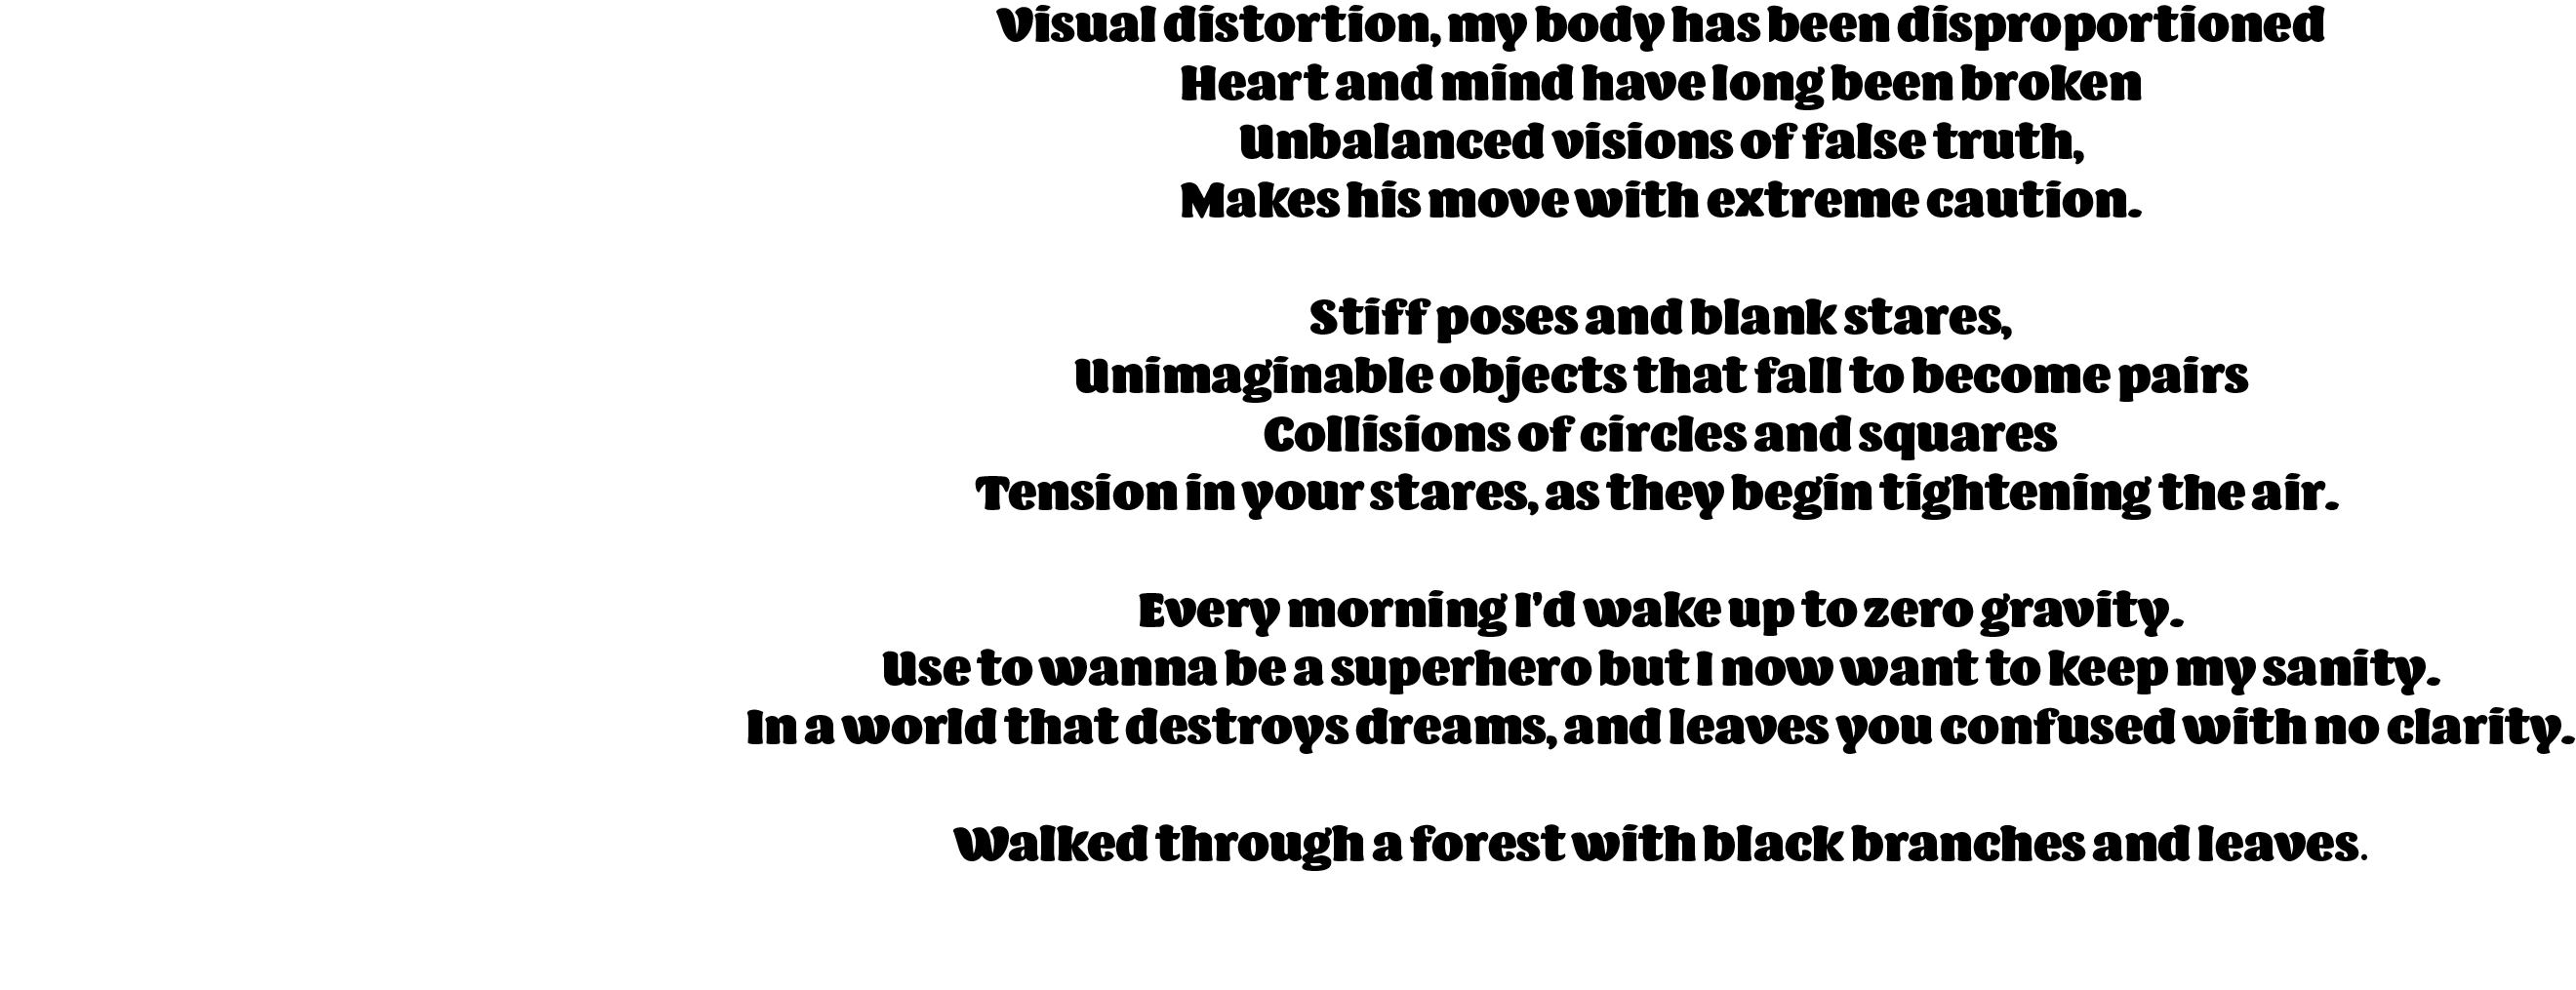 Visual distortion, my body has been disproportioned
Heart and mind have long been broken
Unbalanced visions of false truth,
Makes his move with extreme caution.
Stiff poses and blank stares,
Unimaginable objects that fall to become pairs
Collisions of circles and squares
Tension in your stares, as they begin tightening the air.
Every morning I'd wake up to zero gravity.
Use to wanna be a superhero but I now want to keep my sanity.
In a world that destroys dreams, and leaves you confused with no clarity.
Walked through a forest with black branches and leaves.